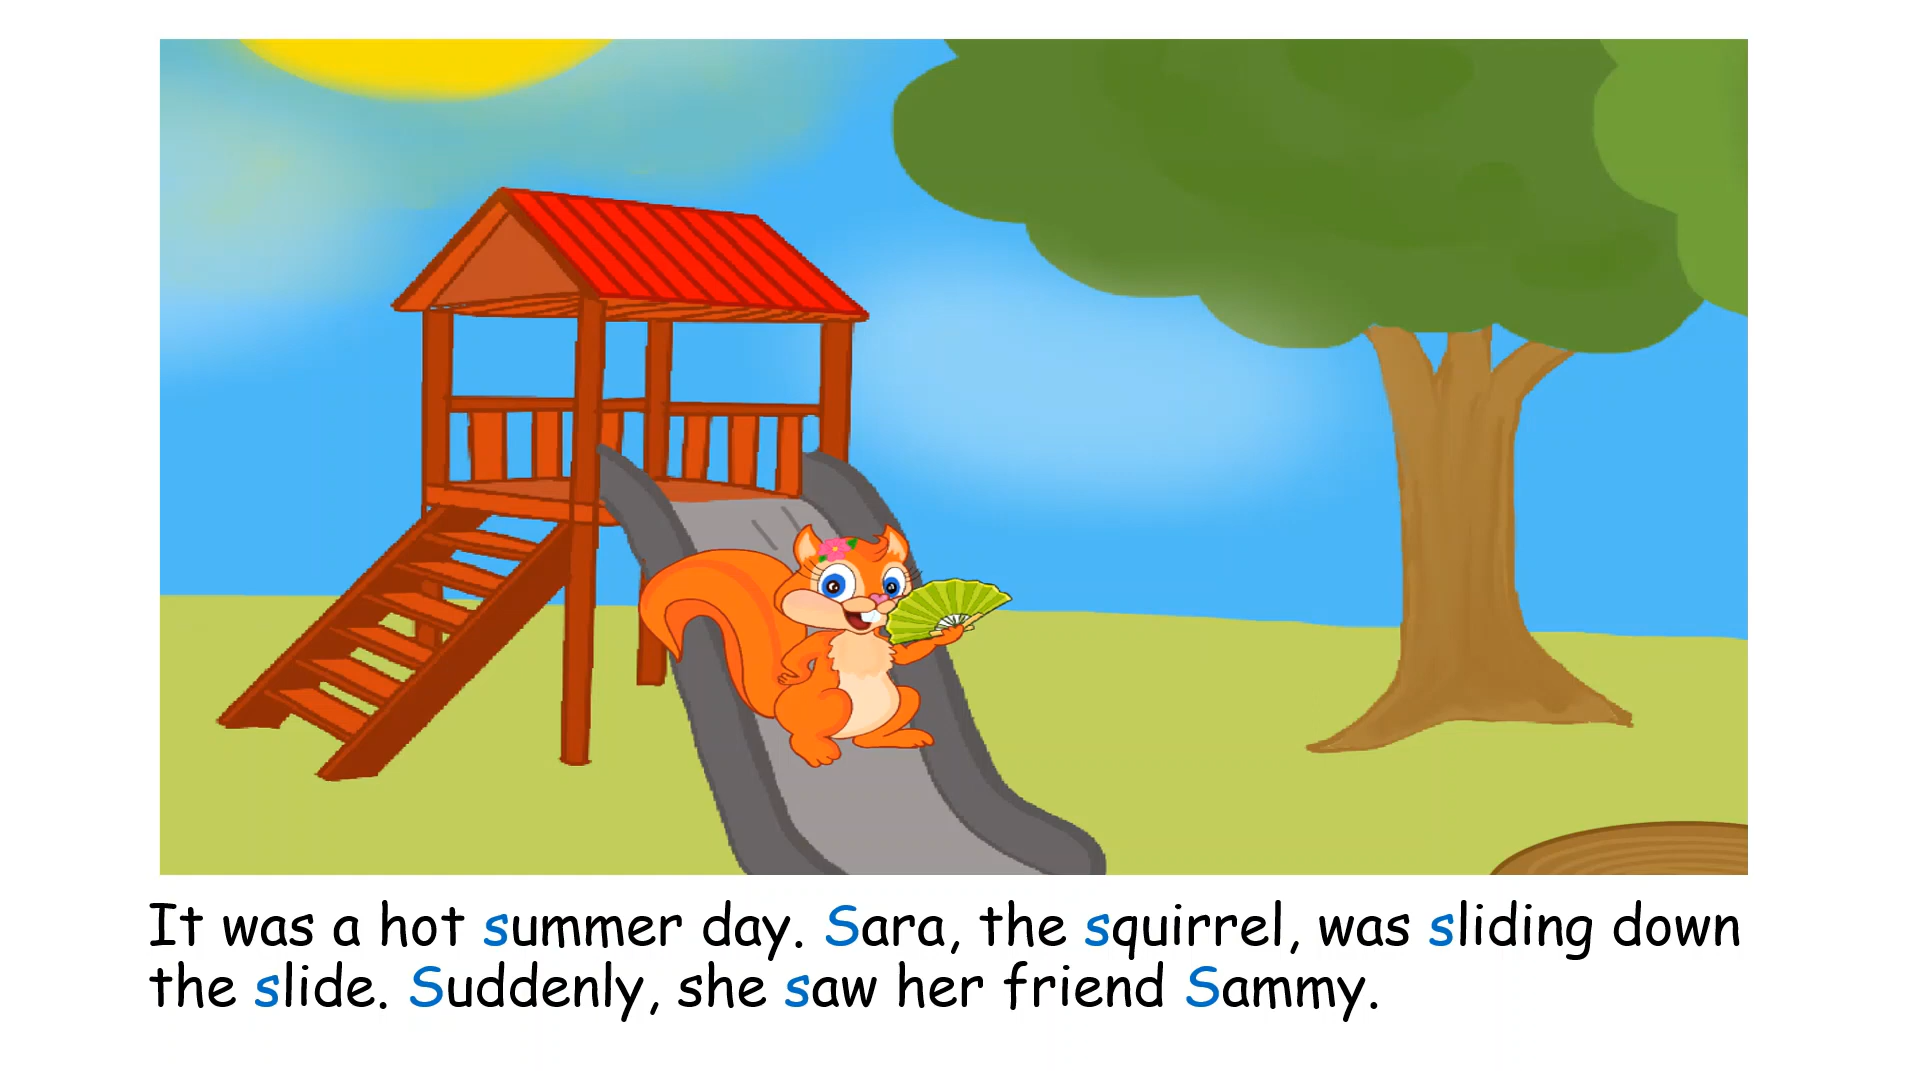 It was a hot summer day. Sara, the squirrel, was sliding down
the slide. Suddenly, she saw her friend Sammy.